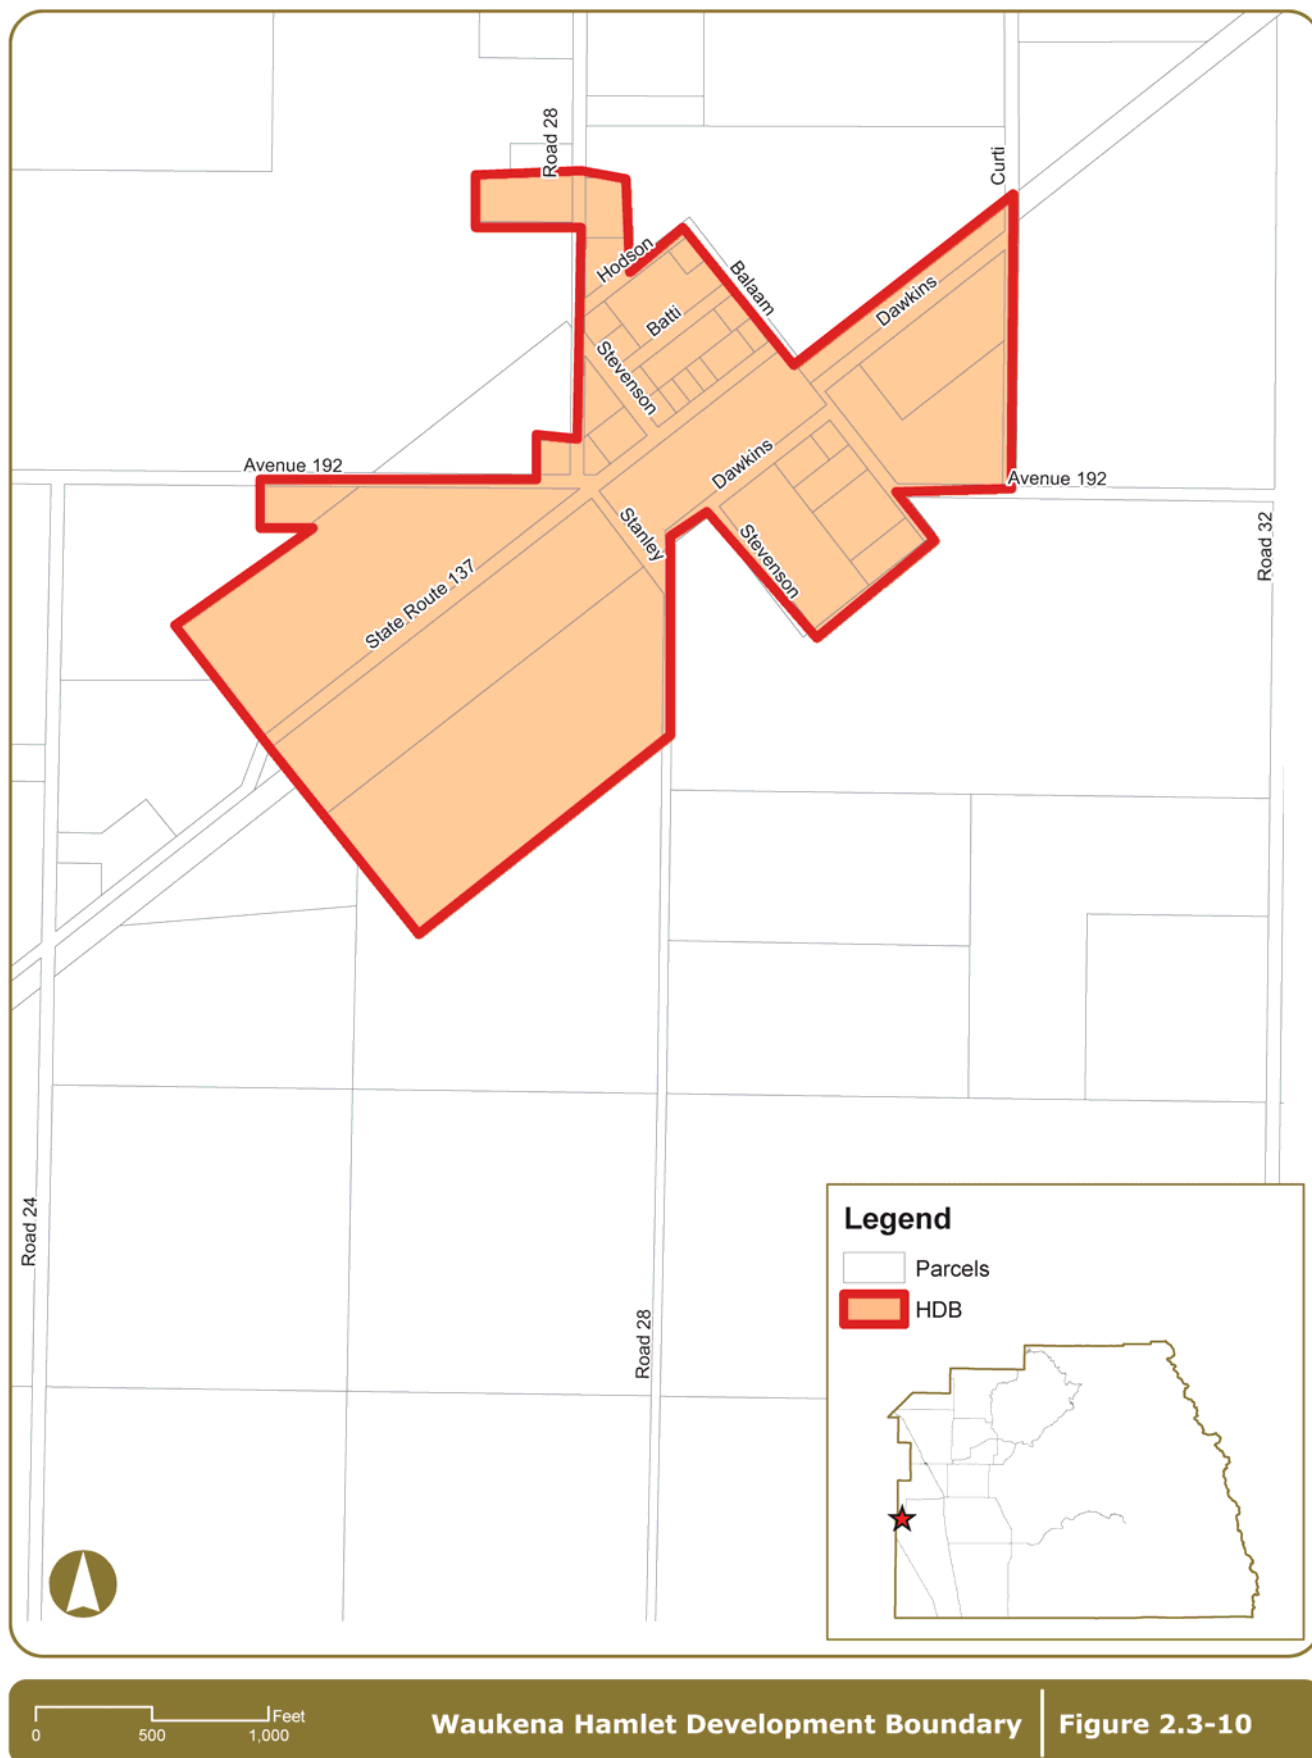 Road 28
Curti
Hodson
Balaam
Dawkins
Batti
Stevenson
Avenue 192
Dawkins
Avenue 192
Stanley
Stevenson
Road 32
State Route 137
Road 24
Road 28
Legend
Parcels
HDB
0 500 1,000 Feet
Waukena Hamlet Development Boundary
Figure 2.3-10